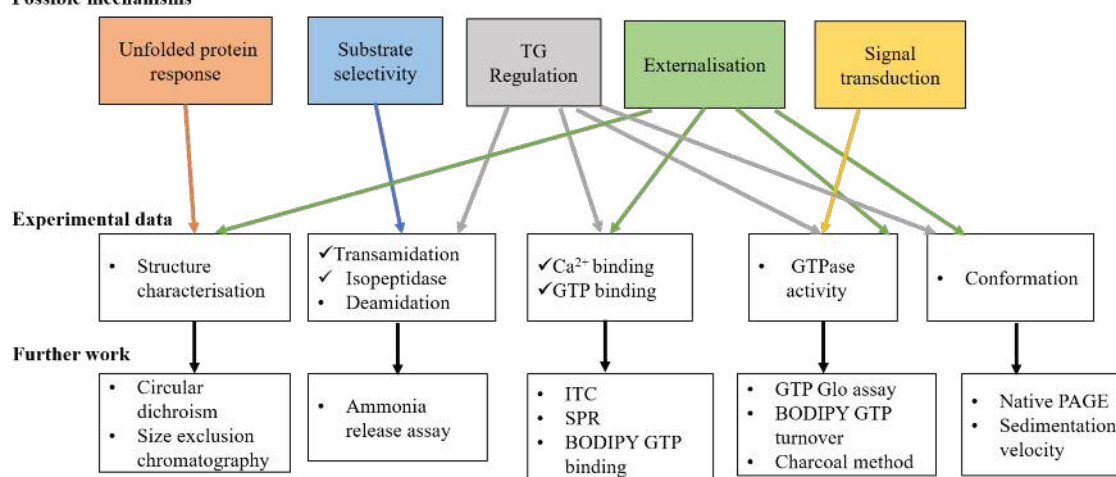 Possible mechanisms
Unfolded protein
response
Substrate
selectivity
TG
Regulation
Externalisation
Signal
transduction
Experimental data
• Structure
characterisation
✓Transamidation
✓ Isopeptidase
• Deamidation
✓Ca²⁺ binding
✓GTP binding
• GTPase
activity
• Conformation
Further work
• Circular
dichroism
• Size exclusion
chromatography
• Ammonia
release assay
• ITC
• SPR
• BODIPY GTP
binding
• GTP Glo assay
• BODIPY GTP
turnover
• Charcoal method
• Native PAGE
• Sedimentation
velocity